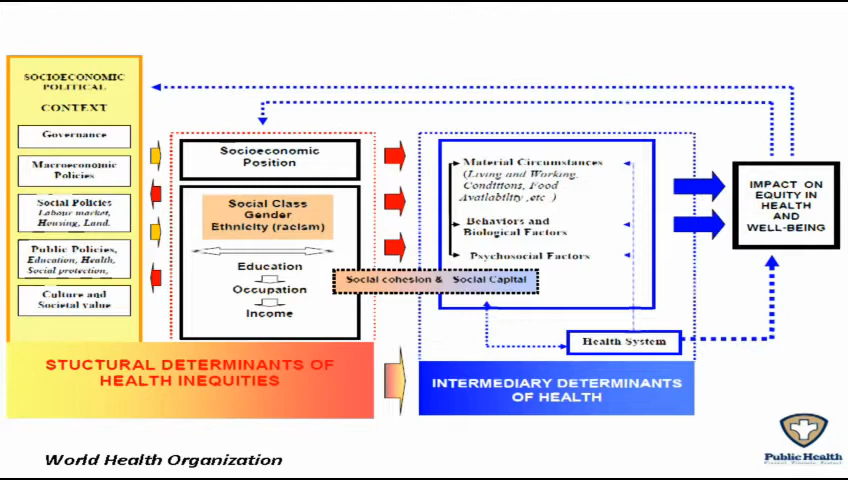 SOCIOECONOMIC
POLITICAL
CONTEXT
Governance
Macroeconomic
Policies
Social Policies
Labour market,
Housing, Land.
Public Policies,
Education, Health,
Social protection,
Culture and
Societal value
Socioeconomic
Position
Social Class
Gender
Ethnicity (racism)
Education
Occupation
Income
Social cohesion & Social Capital
Material Circumstances
(Living and Working,
Conditions, Food
Availability ,etc )
Behaviors and
Biological Factors
Psychosocial Factors
Health System
IMPACT ON
EQUITY IN
HEALTH
AND
WELL-BEING
STUCTURAL DETERMINANTS OF
HEALTH INEQUITIES
INTERMEDIARY DETERMINANTS
OF HEALTH
World Health Organization
Public Health
Prevent. Promote. Protect.